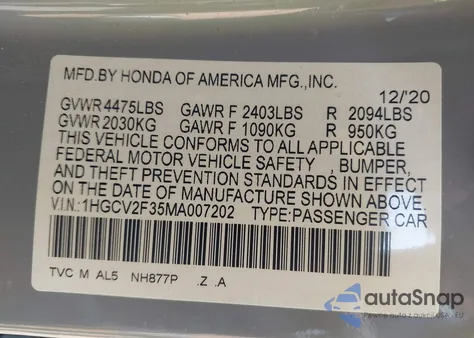 MFD.BY HONDA OF AMERICA MFG.,INC.
12/'20
GVWR 4475LBS GAWR F 2403LBS R 2094LBS
GVWR 2030KG GAWR F 1090KG R 950KG
THIS VEHICLE CONFORMS TO ALL APPLICABLE
FEDERAL MOTOR VEHICLE SAFETY , BUMPER,
AND THEFT PREVENTION STANDARDS IN EFFECT
ON THE DATE OF MANUFACTURE SHOWN ABOVE.
V.I.N.:1HGCV2F35MA007202 TYPE:PASSENGER CAR
TVC M AL5 NH877P .Z .A
autoSnap